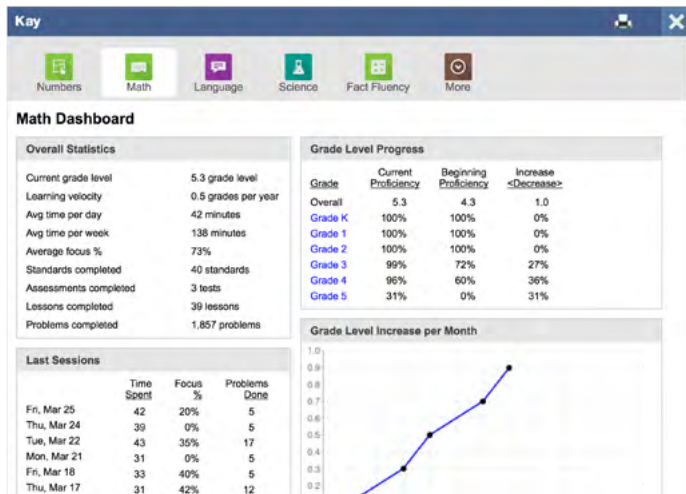 Kay
Numbers
Math
Language
Science
Fact Fluency
More
Math Dashboard
Overall Statistics
Current grade level 5.3 grade level
Learning velocity 0.5 grades per year
Avg time per day 42 minutes
Avg time per week 138 minutes
Average focus % 73%
Standards completed 40 standards
Assessments completed 3 tests
Lessons completed 39 lessons
Problems completed 1,857 problems
Last Sessions
Time Focus Problems
Spent % Done
Fri, Mar 25 42 20% 5
Thu, Mar 24 39 0% 5
Tue, Mar 22 43 35% 17
Mon, Mar 21 31 0% 5
Fri, Mar 18 33 40% 5
Thu, Mar 17 31 42% 12
Grade Level Progress
Current Beginning Increase
Grade Proficiency Proficiency <Decrease>
Overall 5.3 4.3 1.0
Grade K 100% 100% 0%
Grade 1 100% 100% 0%
Grade 2 100% 100% 0%
Grade 3 99% 72% 27%
Grade 4 96% 60% 36%
Grade 5 31% 0% 31%
Grade Level Increase per Month
1.0
0.9
0.8
0.7
0.6
0.5
0.4
0.3
0.2